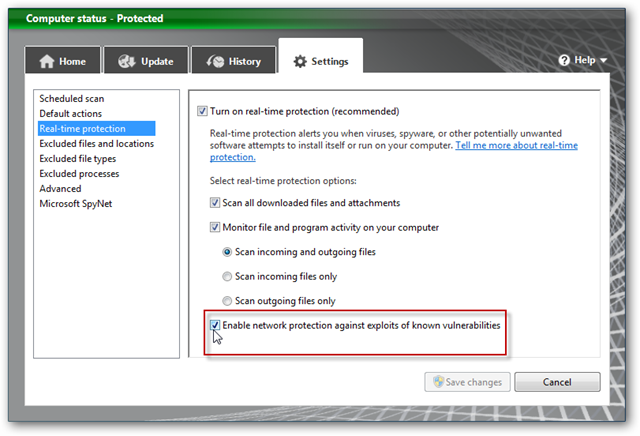 Computer status - Protected
Home
Update
History
Settings
Help
Scheduled scan
Default actions
Real-time protection
Excluded files and locations
Excluded file types
Excluded processes
Advanced
Microsoft SpyNet
Turn on real-time protection (recommended)
Real-time protection alerts you when viruses, spyware, or other potentially unwanted
software attempts to install itself or run on your computer. Tell me more about real-time
protection.
Select real-time protection options:
Scan all downloaded files and attachments
Monitor file and program activity on your computer
Scan incoming and outgoing files
Scan incoming files only
Scan outgoing files only
Enable network protection against exploits of known vulnerabilities
Save changes
Cancel